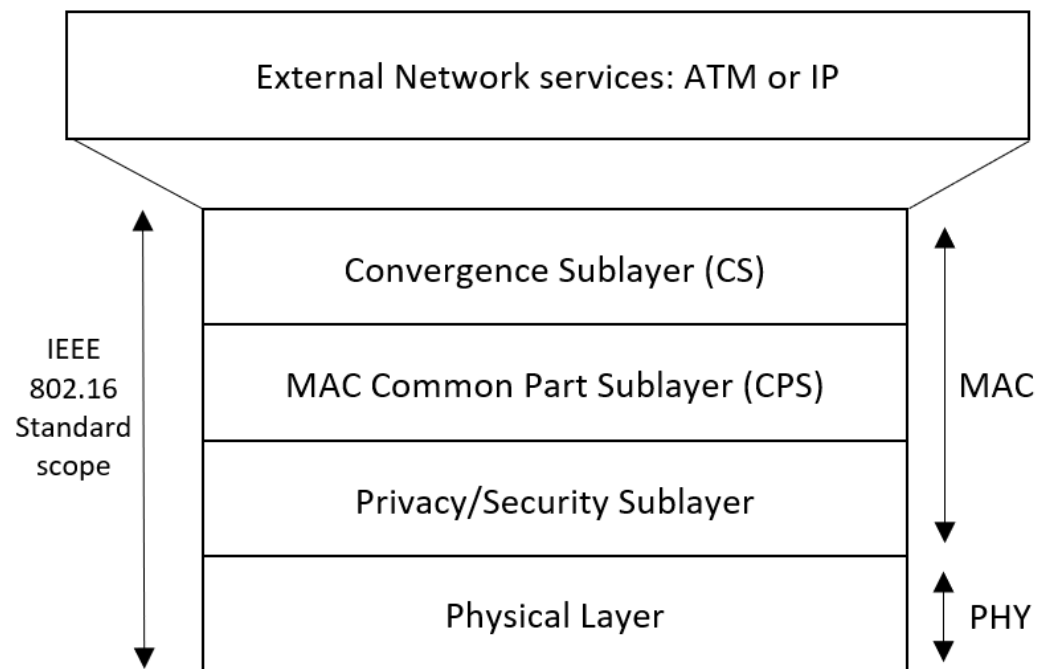 External Network services: ATM or IP
Convergence Sublayer (CS)
IEEE
802.16
Standard
scope
MAC Common Part Sublayer (CPS)
MAC
Privacy/Security Sublayer
Physical Layer
PHY